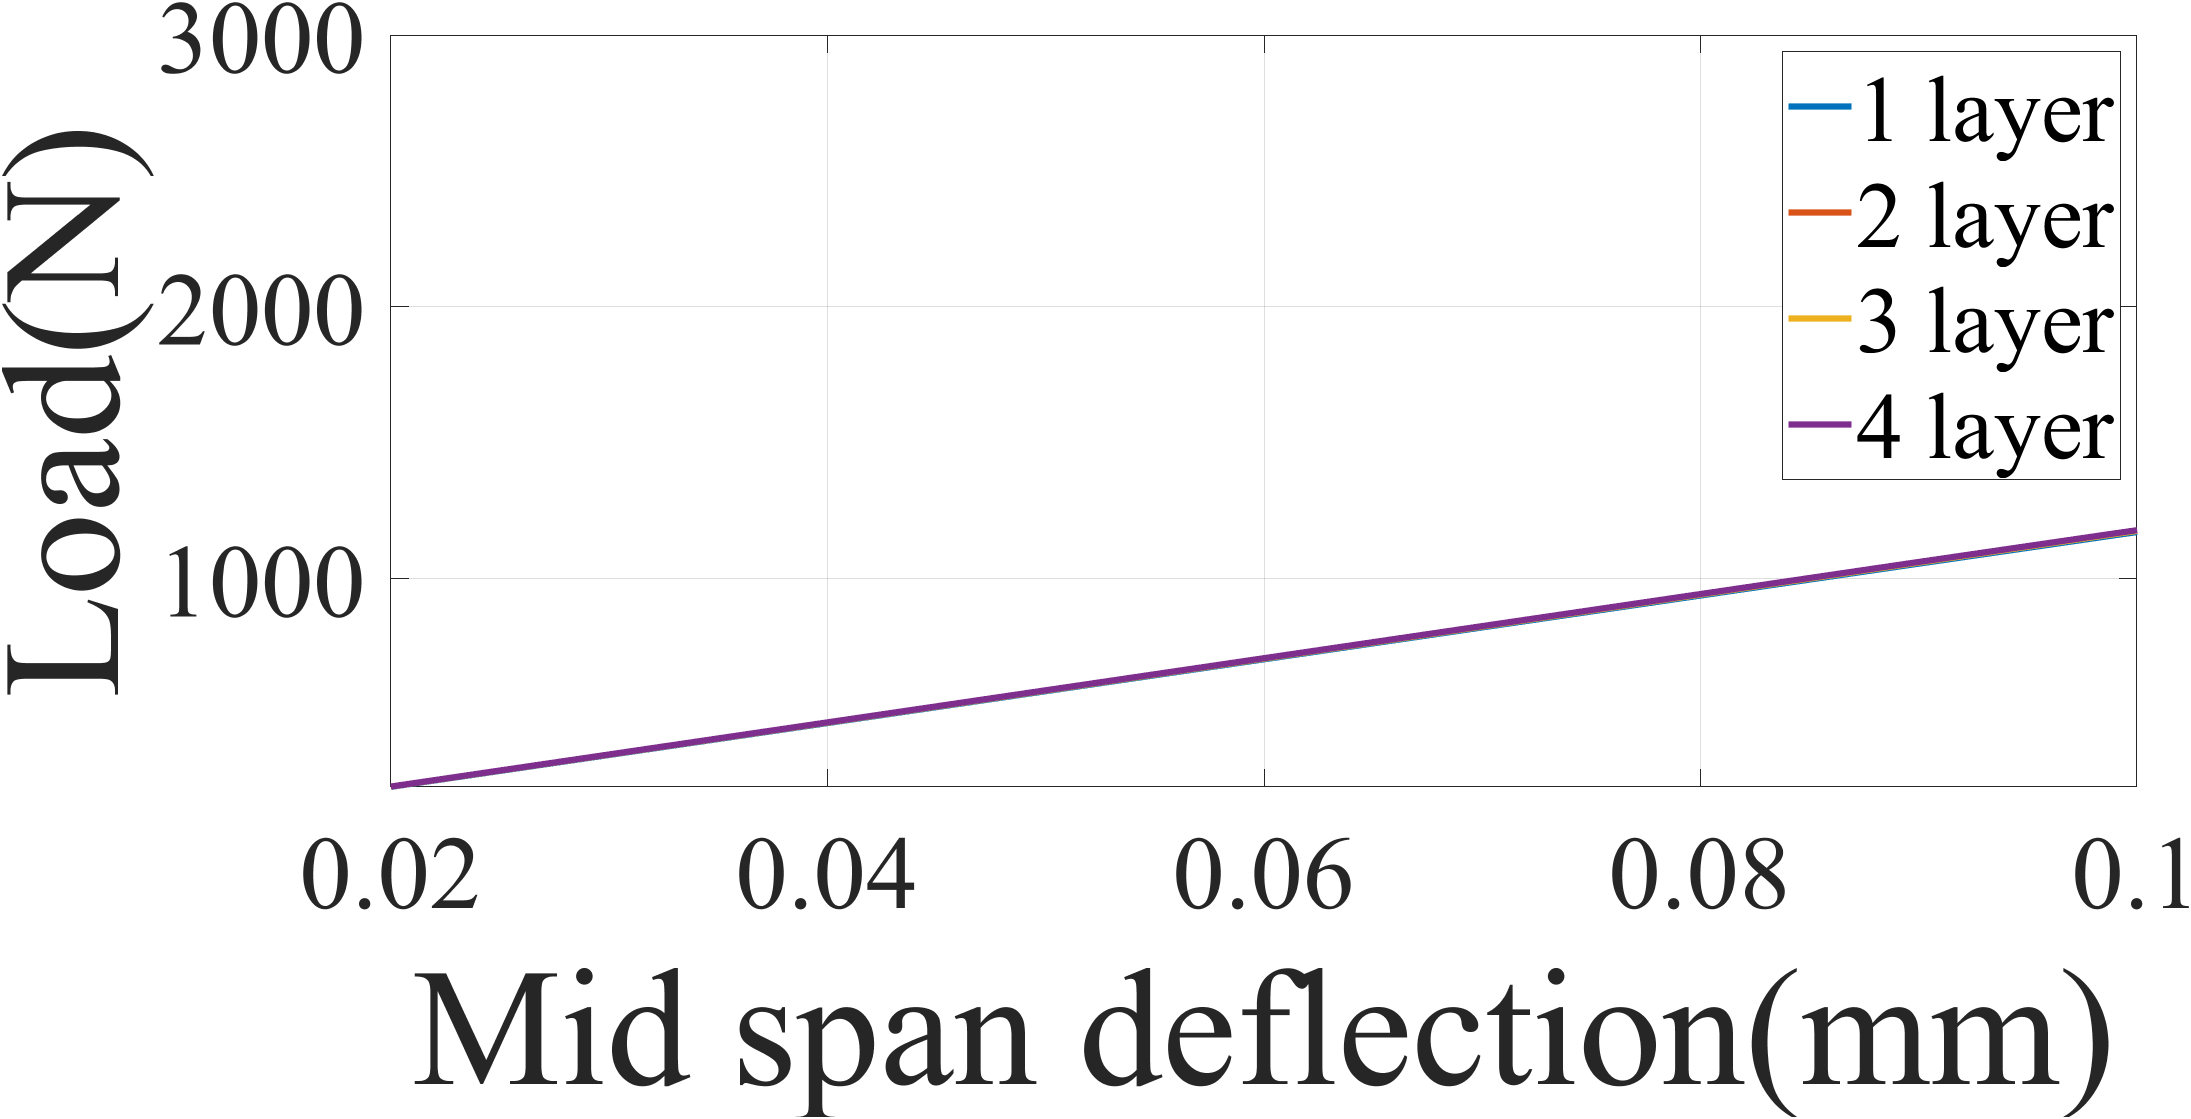 3000
2000
1000
Load(N)
1 layer
2 layer
3 layer
4 layer
0.02 0.04 0.06 0.08 0.1
Mid span deflection(mm)